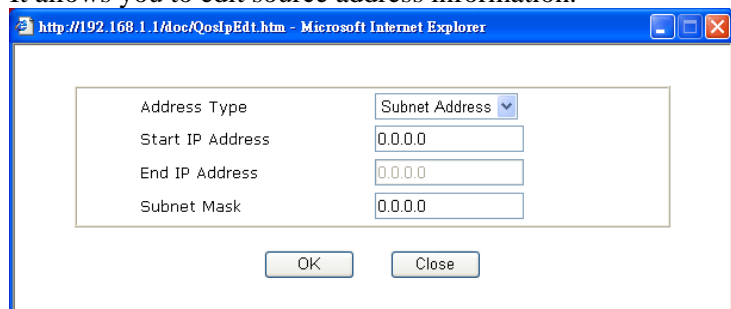 It allows you to edit source address information.
http://192.168.1.1/doc/QosIpEdt.htm - Microsoft Internet Explorer
Address Type Subnet Address
Start IP Address 0.0.0.0
End IP Address 0.0.0.0
Subnet Mask 0.0.0.0
OK Close